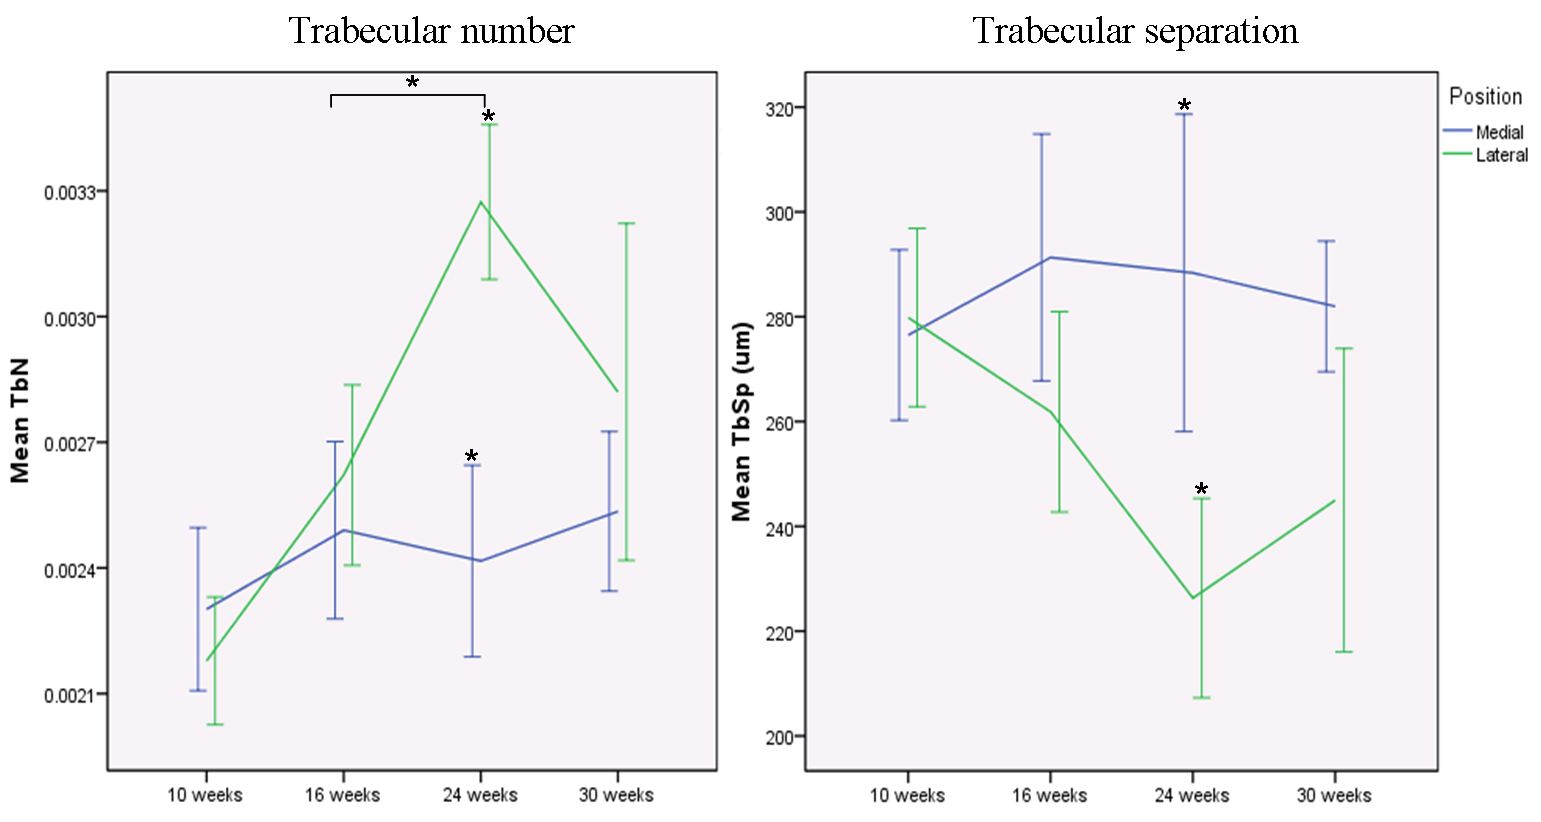 Trabecular number
*
*
0.0033
0.0030
0.0027
*
0.0024
0.0021
Mean TbN
10 weeks 16 weeks 24 weeks 30 weeks
Trabecular separation
*
320
300
280
260
*
240
220
200
Mean TbSp (um)
10 weeks 16 weeks 24 weeks 30 weeks
Position
Medial
Lateral